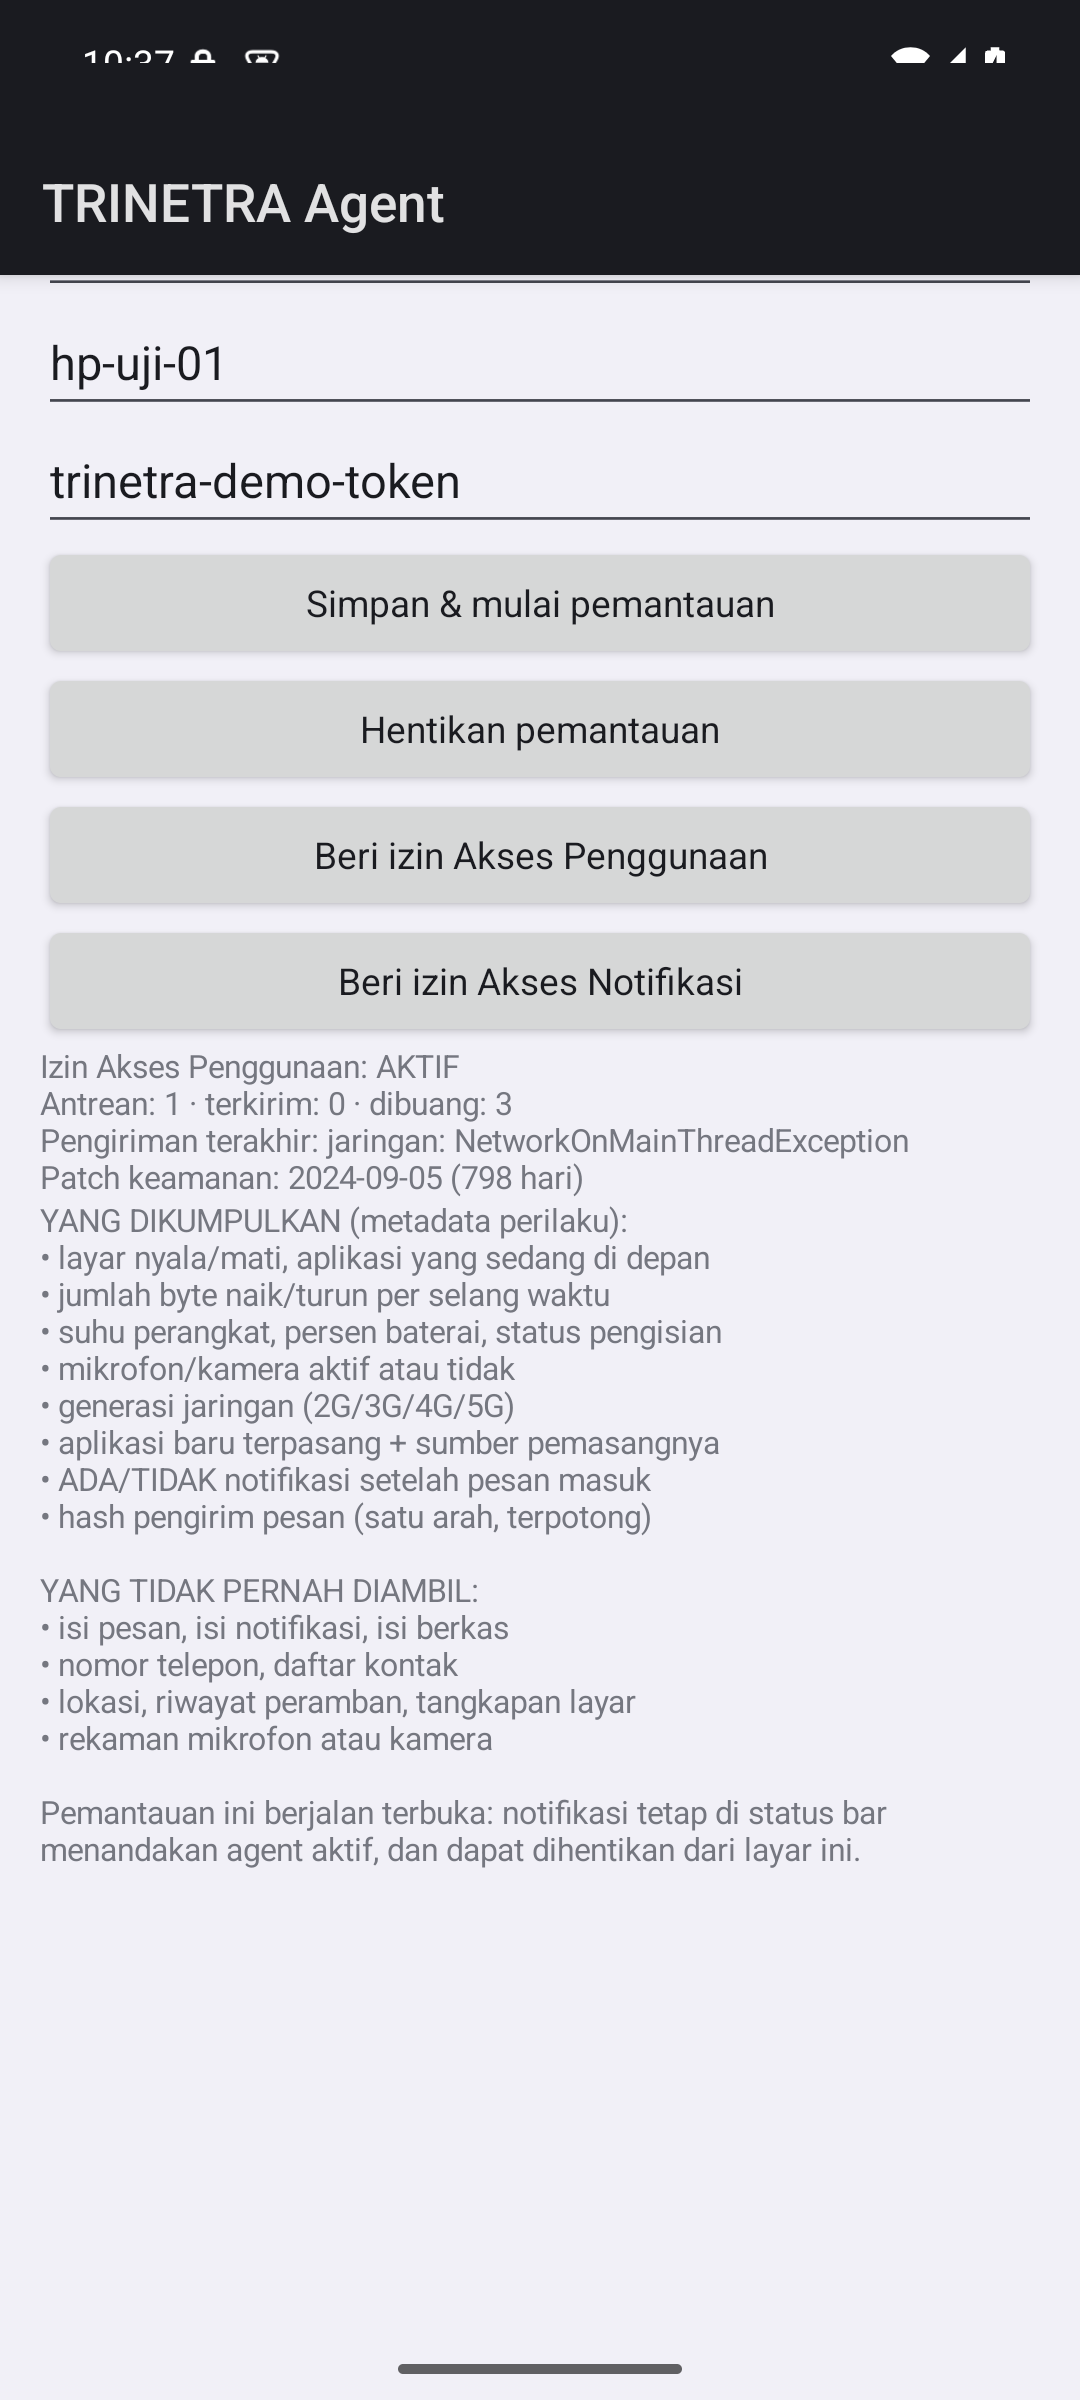 10:37
TRINETRA Agent
hp-uji-01
trinetra-demo-token
Simpan & mulai pemantauan
Hentikan pemantauan
Beri izin Akses Penggunaan
Beri izin Akses Notifikasi
Izin Akses Penggunaan: AKTIF
Antrean: 1 · terkirim: 0 · dibuang: 3
Pengiriman terakhir: jaringan: NetworkOnMainThreadException
Patch keamanan: 2024-09-05 (798 hari)
YANG DIKUMPULKAN (metadata perilaku):
• layar nyala/mati, aplikasi yang sedang di depan
• jumlah byte naik/turun per selang waktu
• suhu perangkat, persen baterai, status pengisian
• mikrofon/kamera aktif atau tidak
• generasi jaringan (2G/3G/4G/5G)
• aplikasi baru terpasang + sumber pemasangnya
• ADA/TIDAK notifikasi setelah pesan masuk
• hash pengirim pesan (satu arah, terpotong)
YANG TIDAK PERNAH DIAMBIL:
• isi pesan, isi notifikasi, isi berkas
• nomor telepon, daftar kontak
• lokasi, riwayat peramban, tangkapan layar
• rekaman mikrofon atau kamera
Pemantauan ini berjalan terbuka: notifikasi tetap di status bar
menandakan agent aktif, dan dapat dihentikan dari layar ini.